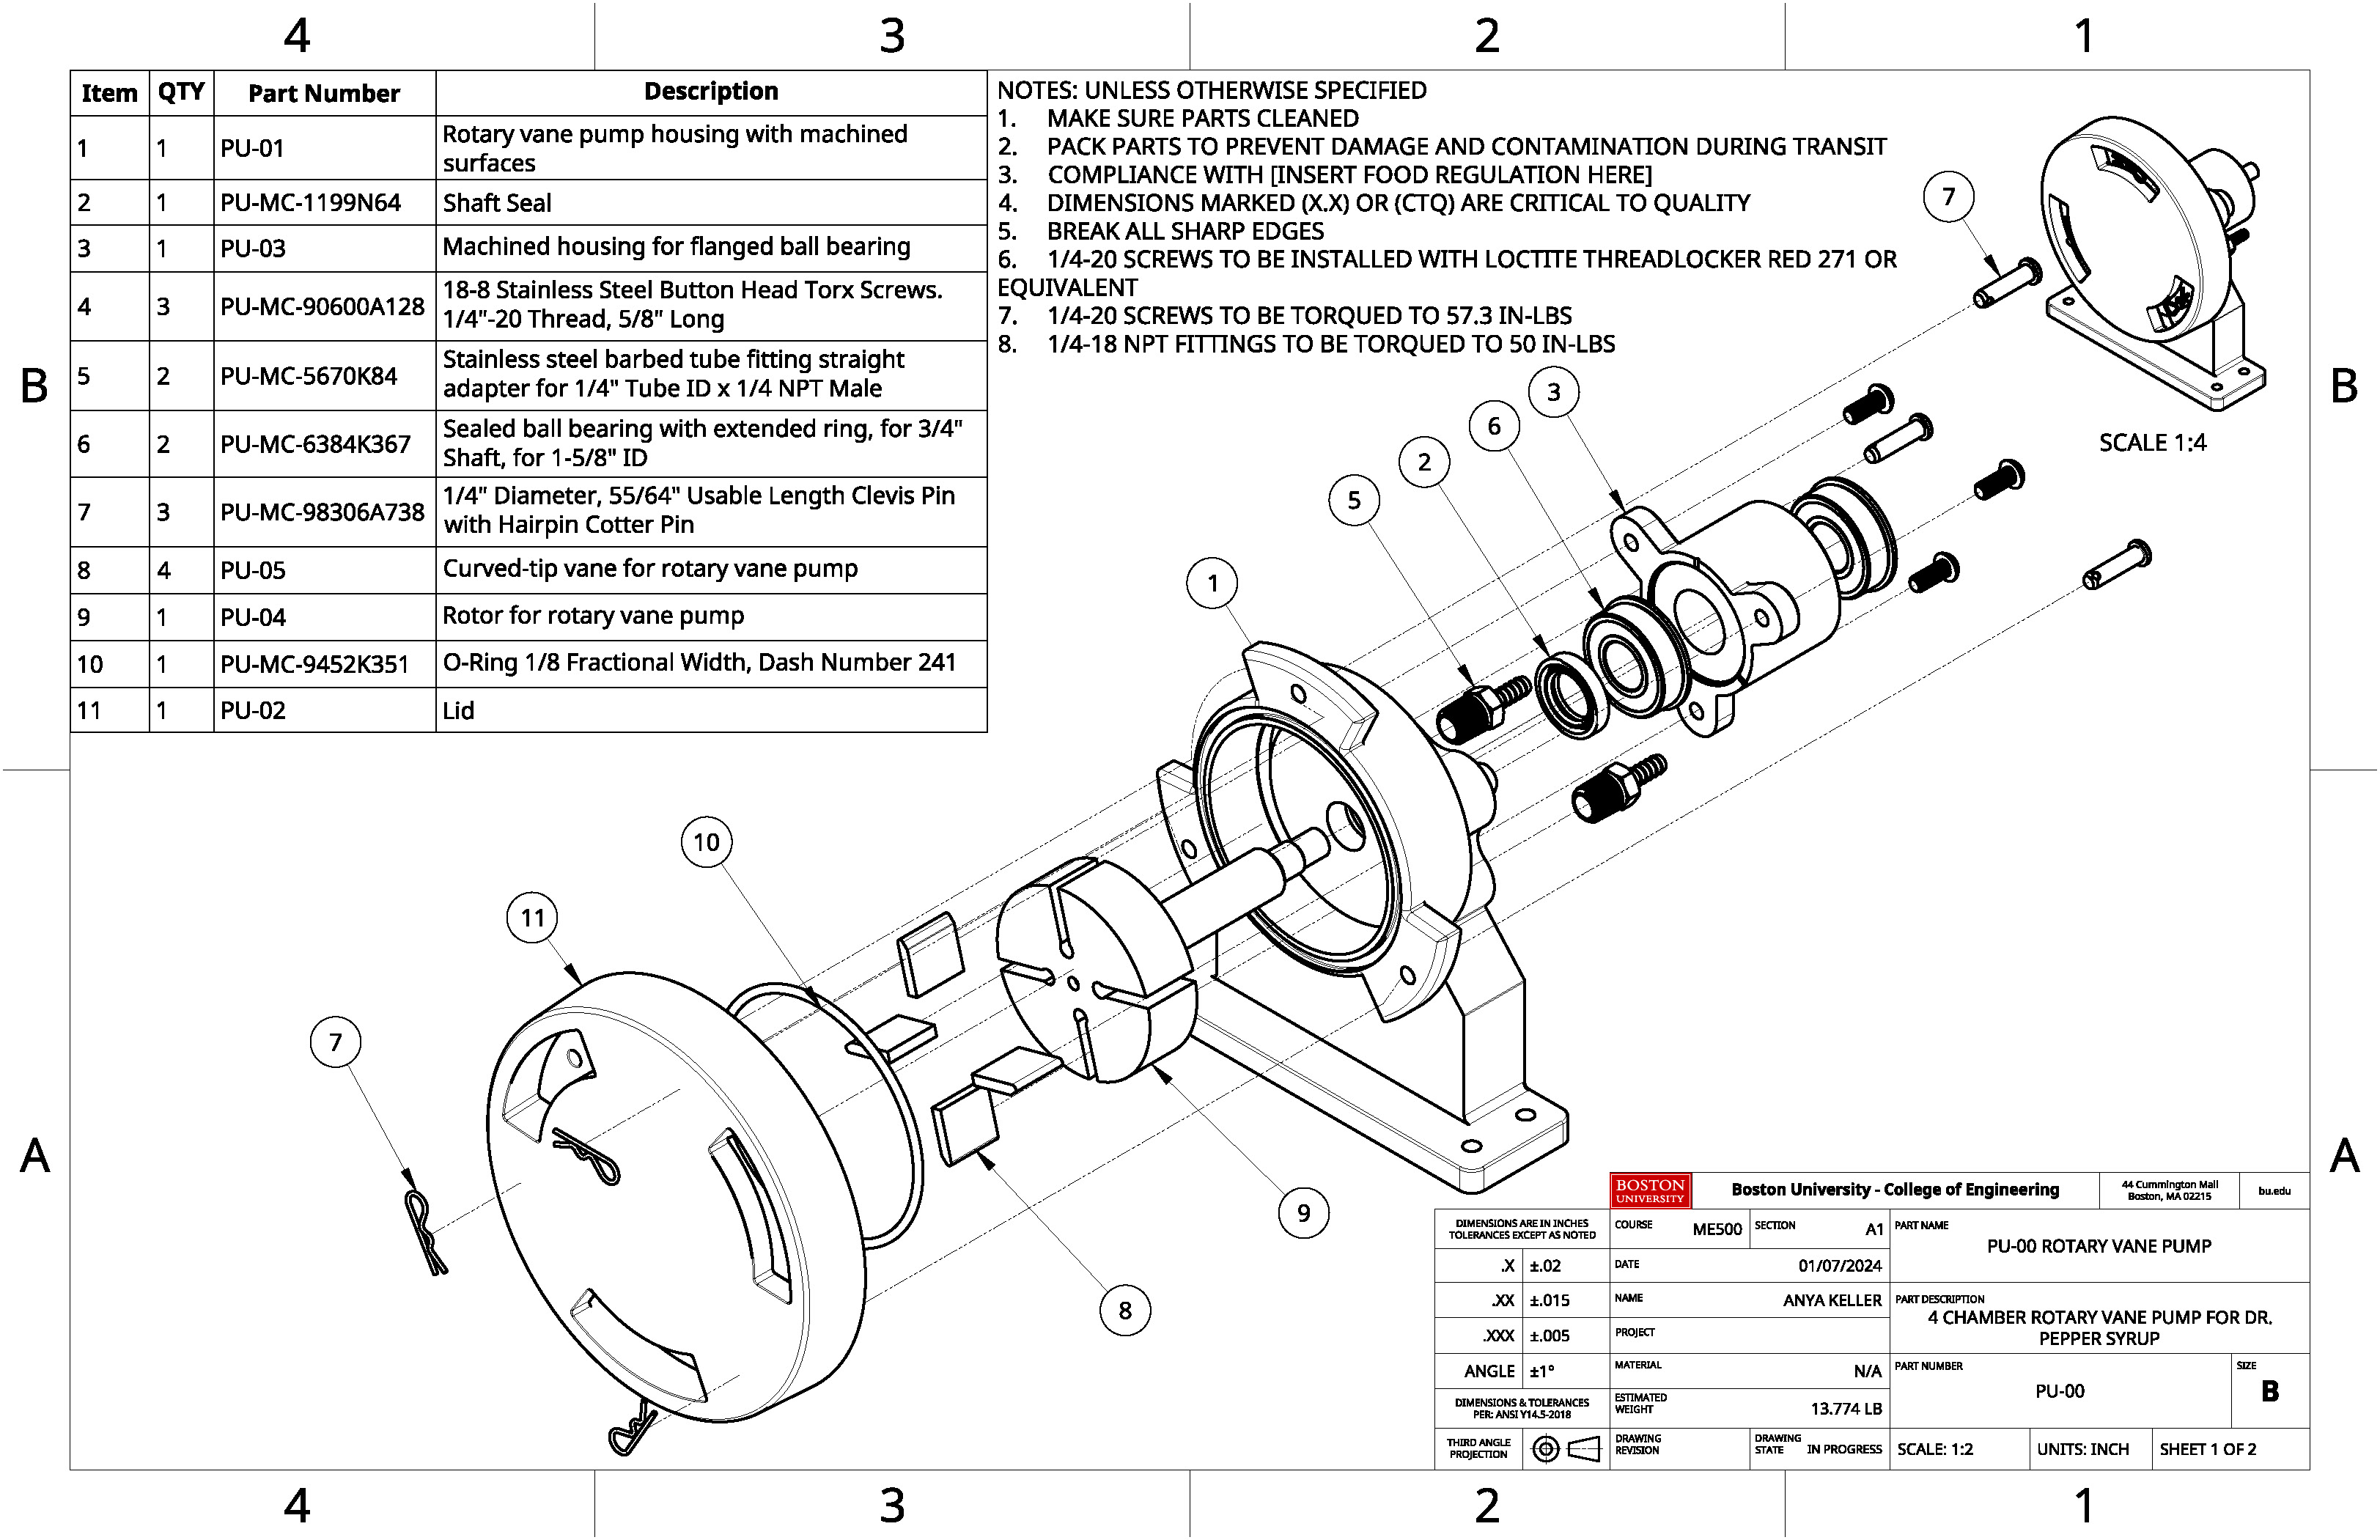 4 3 2 1
Item QTY Part Number Description
1 1 PU-01 Rotary vane pump housing with machined
surfaces
2 1 PU-MC-1199N64 Shaft Seal
3 1 PU-03 Machined housing for flanged ball bearing
4 3 PU-MC-90600A128 18-8 Stainless Steel Button Head Torx Screws.
1/4"-20 Thread, 5/8" Long
5 2 PU-MC-5670K84 Stainless steel barbed tube fitting straight
adapter for 1/4" Tube ID x 1/4 NPT Male
6 2 PU-MC-6384K367 Sealed ball bearing with extended ring, for 3/4"
Shaft, for 1-5/8" ID
7 3 PU-MC-98306A738 1/4" Diameter, 55/64" Usable Length Clevis Pin
with Hairpin Cotter Pin
8 4 PU-05 Curved-tip vane for rotary vane pump
9 1 PU-04 Rotor for rotary vane pump
10 1 PU-MC-9452K351 O-Ring 1/8 Fractional Width, Dash Number 241
11 1 PU-02 Lid
NOTES: UNLESS OTHERWISE SPECIFIED
1. MAKE SURE PARTS CLEANED
2. PACK PARTS TO PREVENT DAMAGE AND CONTAMINATION DURING TRANSIT
3. COMPLIANCE WITH [INSERT FOOD REGULATION HERE]
4. DIMENSIONS MARKED (X.X) OR (CTQ) ARE CRITICAL TO QUALITY
5. BREAK ALL SHARP EDGES
6. 1/4-20 SCREWS TO BE INSTALLED WITH LOCTITE THREADLOCKER RED 271 OR
EQUIVALENT
7. 1/4-20 SCREWS TO BE TORQUED TO 57.3 IN-LBS
8. 1/4-18 NPT FITTINGS TO BE TORQUED TO 50 IN-LBS
7
SCALE 1:4
B
B
3
6
2
5
1
10
11
7
9
8
A
A
BOSTON
UNIVERSITY
Boston University - College of Engineering
44 Cummington Mall
Boston, MA 02215
bu.edu
DIMENSIONS ARE IN INCHES
TOLERANCES EXCEPT AS NOTED
.X ±.02
.XX ±.015
.XXX ±.005
ANGLE ±1°
DIMENSIONS & TOLERANCES
PER: ANSI Y14.5-2018
THIRD ANGLE
PROJECTION
COURSE ME500 SECTION A1
DATE 01/07/2024
NAME ANYA KELLER
PROJECT
MATERIAL N/A
ESTIMATED
WEIGHT 13.774 LB
DRAWING
REVISION
DRAWING
STATE IN PROGRESS
PART NAME
PU-00 ROTARY VANE PUMP
PART DESCRIPTION
4 CHAMBER ROTARY VANE PUMP FOR DR.
PEPPER SYRUP
PART NUMBER
PU-00
SIZE
B
SCALE: 1:2 UNITS: INCH SHEET 1 OF 2
4 3 2 1